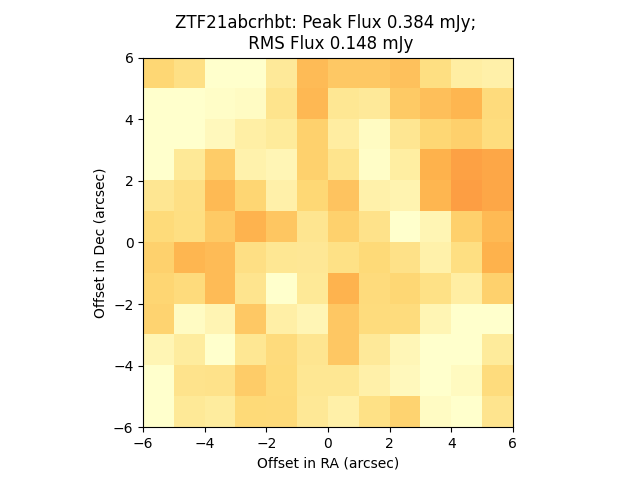 ZTF21abcrhbt: Peak Flux 0.384 mJy;
RMS Flux 0.148 mJy
6
4
2
0
−2
−4
−6
Offset in Dec (arcsec)
−6 −4 −2 0 2 4 6
Offset in RA (arcsec)